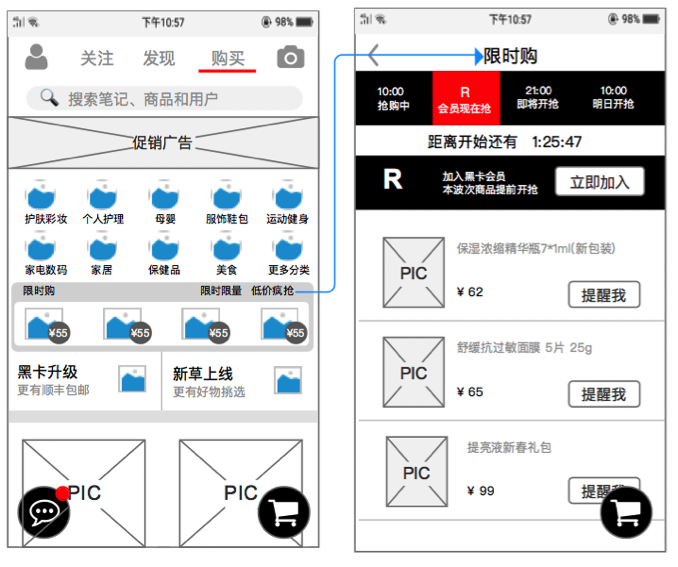 下午10:57
98%
关注
发现
购买
搜索笔记、商品和用户
促销广告
护肤彩妆
个人护理
母婴
服饰鞋包
运动健身
家电数码
家居
保健品
美食
更多分类
限时购
限时限量
低价疯抢
¥55
¥55
¥55
¥55
黑卡升级
更有顺丰包邮
新草上线
更有好物挑选
PIC
PIC
下午10:57
98%
限时购
10:00
抢购中
R
会员现在抢
21:00
即将开抢
10:00
明日开抢
距离开始还有 1:25:47
R
加入黑卡会员
本波次商品提前开抢
立即加入
PIC
保湿浓缩精华瓶7*1ml(新包装)
¥ 62
提醒我
PIC
舒缓抗过敏面膜 5片 25g
¥ 65
提醒我
PIC
提亮液新春礼包
¥ 99
提醒我